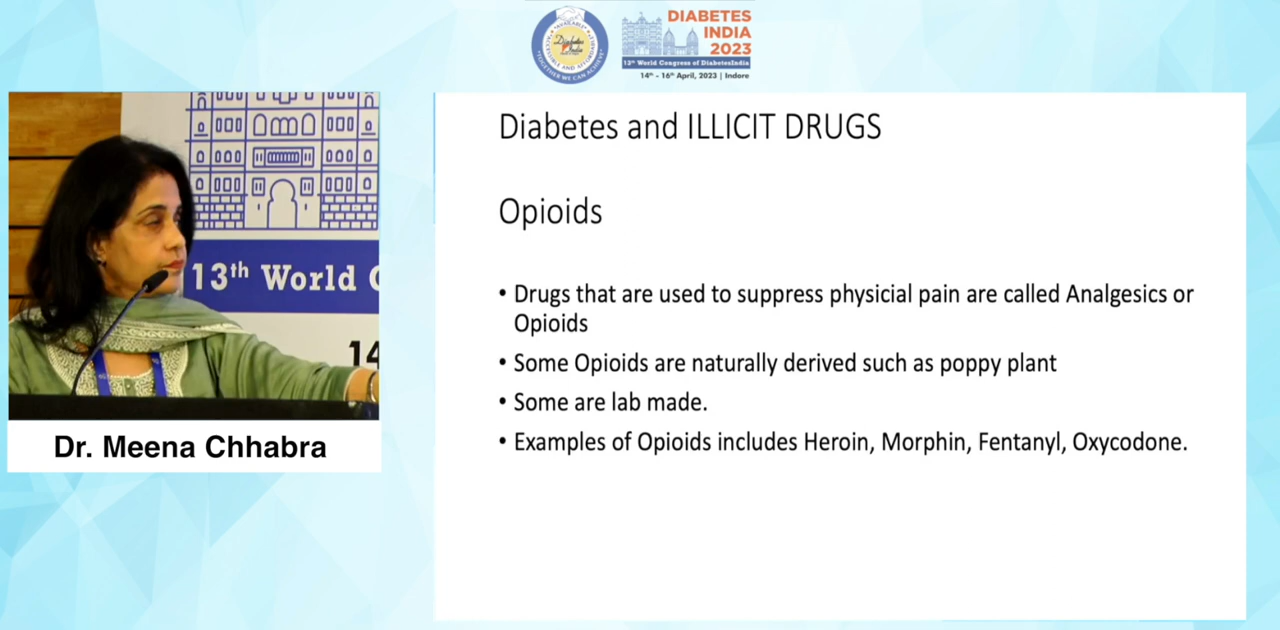 Diabetes India
DIABETES
INDIA
2023
13th World Congress of DiabetesIndia
14th - 16th April, 2023 | Indore
Diabetes and ILLICIT DRUGS
Opioids
• Drugs that are used to suppress physicial pain are called Analgesics or
Opioids
• Some Opioids are naturally derived such as poppy plant
• Some are lab made.
• Examples of Opioids includes Heroin, Morphin, Fentanyl, Oxycodone.
13th World C
14
Dr. Meena Chhabra